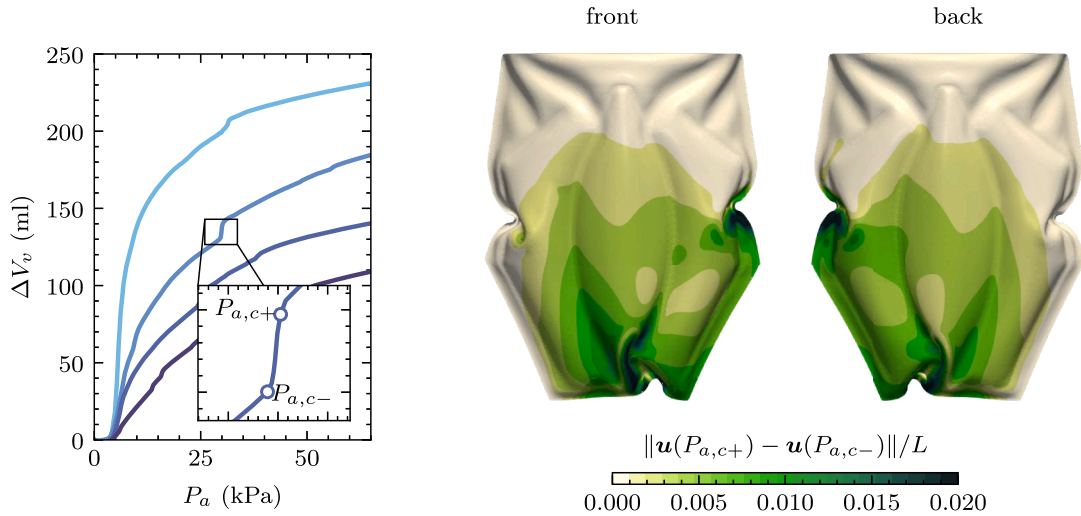 front
back
250
200
150
100
50
0
ΔV_v (ml)
0
25
50
P_a (kPa)
P_{a,c+}
P_{a,c−}
‖u(P_{a,c+}) − u(P_{a,c−})‖/L
0.000 0.005 0.010 0.015 0.020